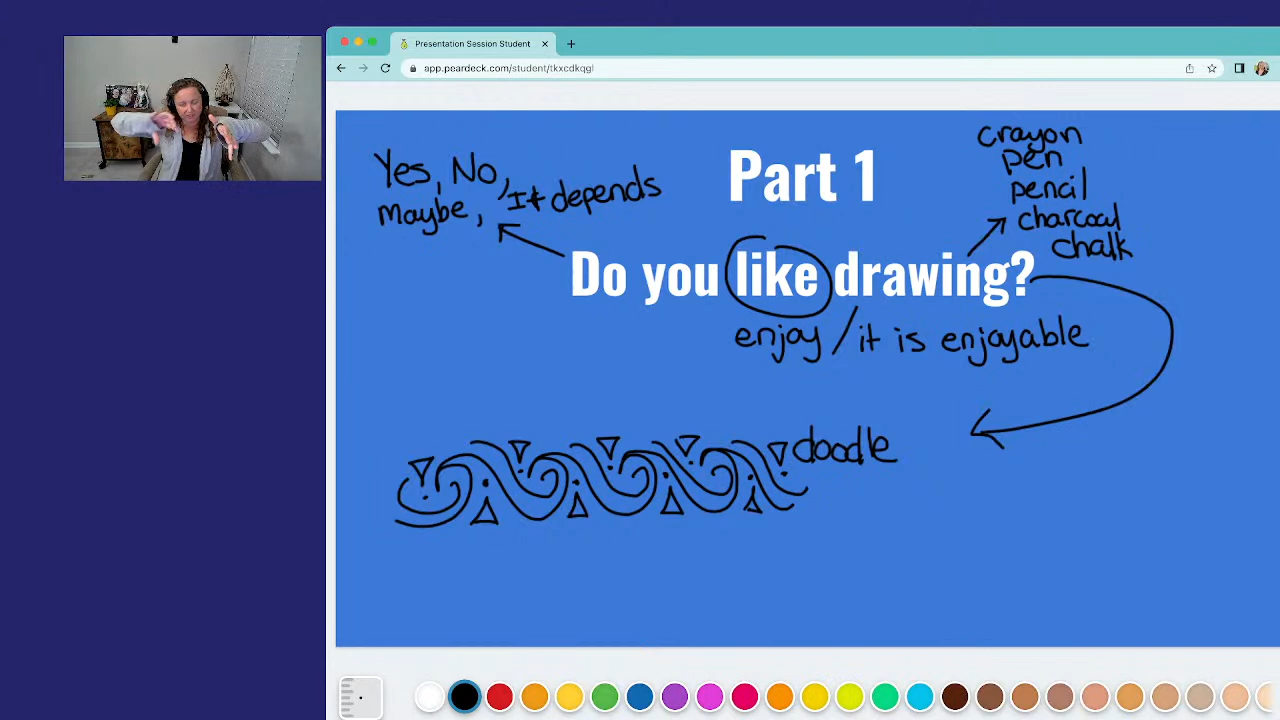 Presentation Session Student
app.peardeck.com/student/tkxcdkqgl
Yes, No,
Maybe, It depends
Part 1
crayon
pen
pencil
charcoal
chalk
Do you like drawing?
enjoy / it is enjoyable
doodle